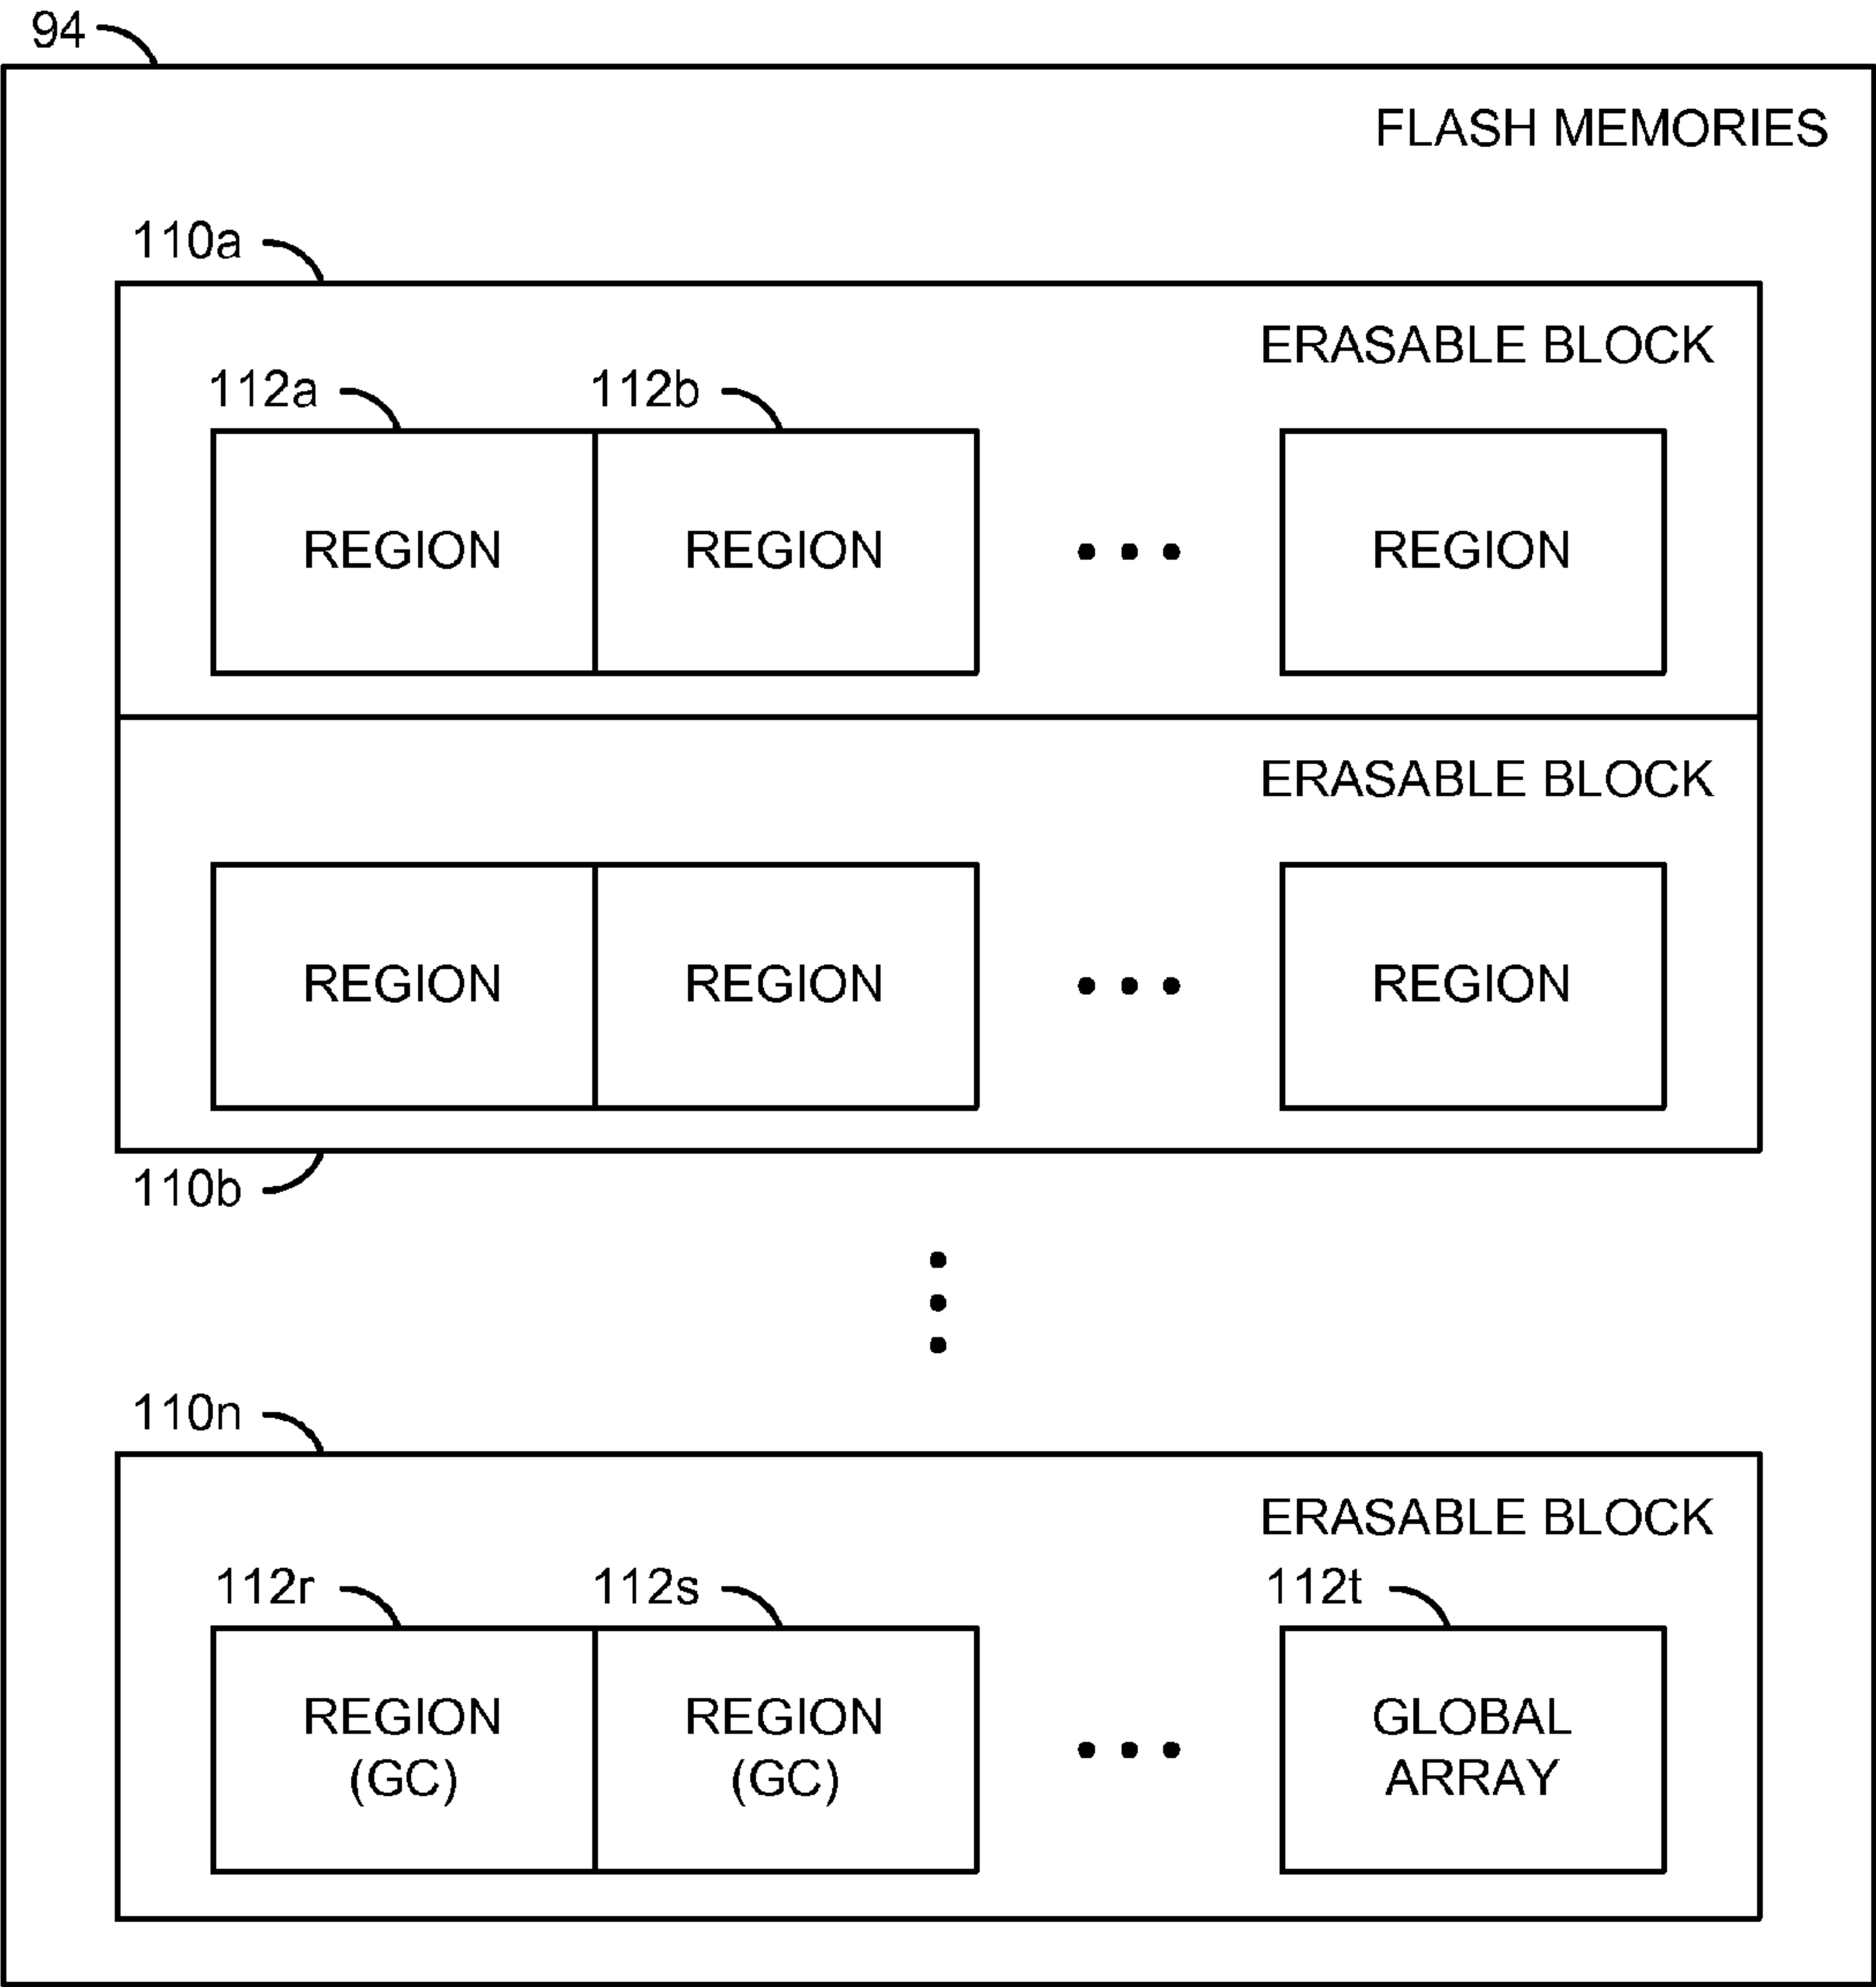 94
FLASH MEMORIES
110a
ERASABLE BLOCK
112a 112b
REGION REGION REGION
ERASABLE BLOCK
REGION REGION REGION
110b
110n
ERASABLE BLOCK
112r 112s 112t
REGION (GC)
REGION (GC)
GLOBAL ARRAY